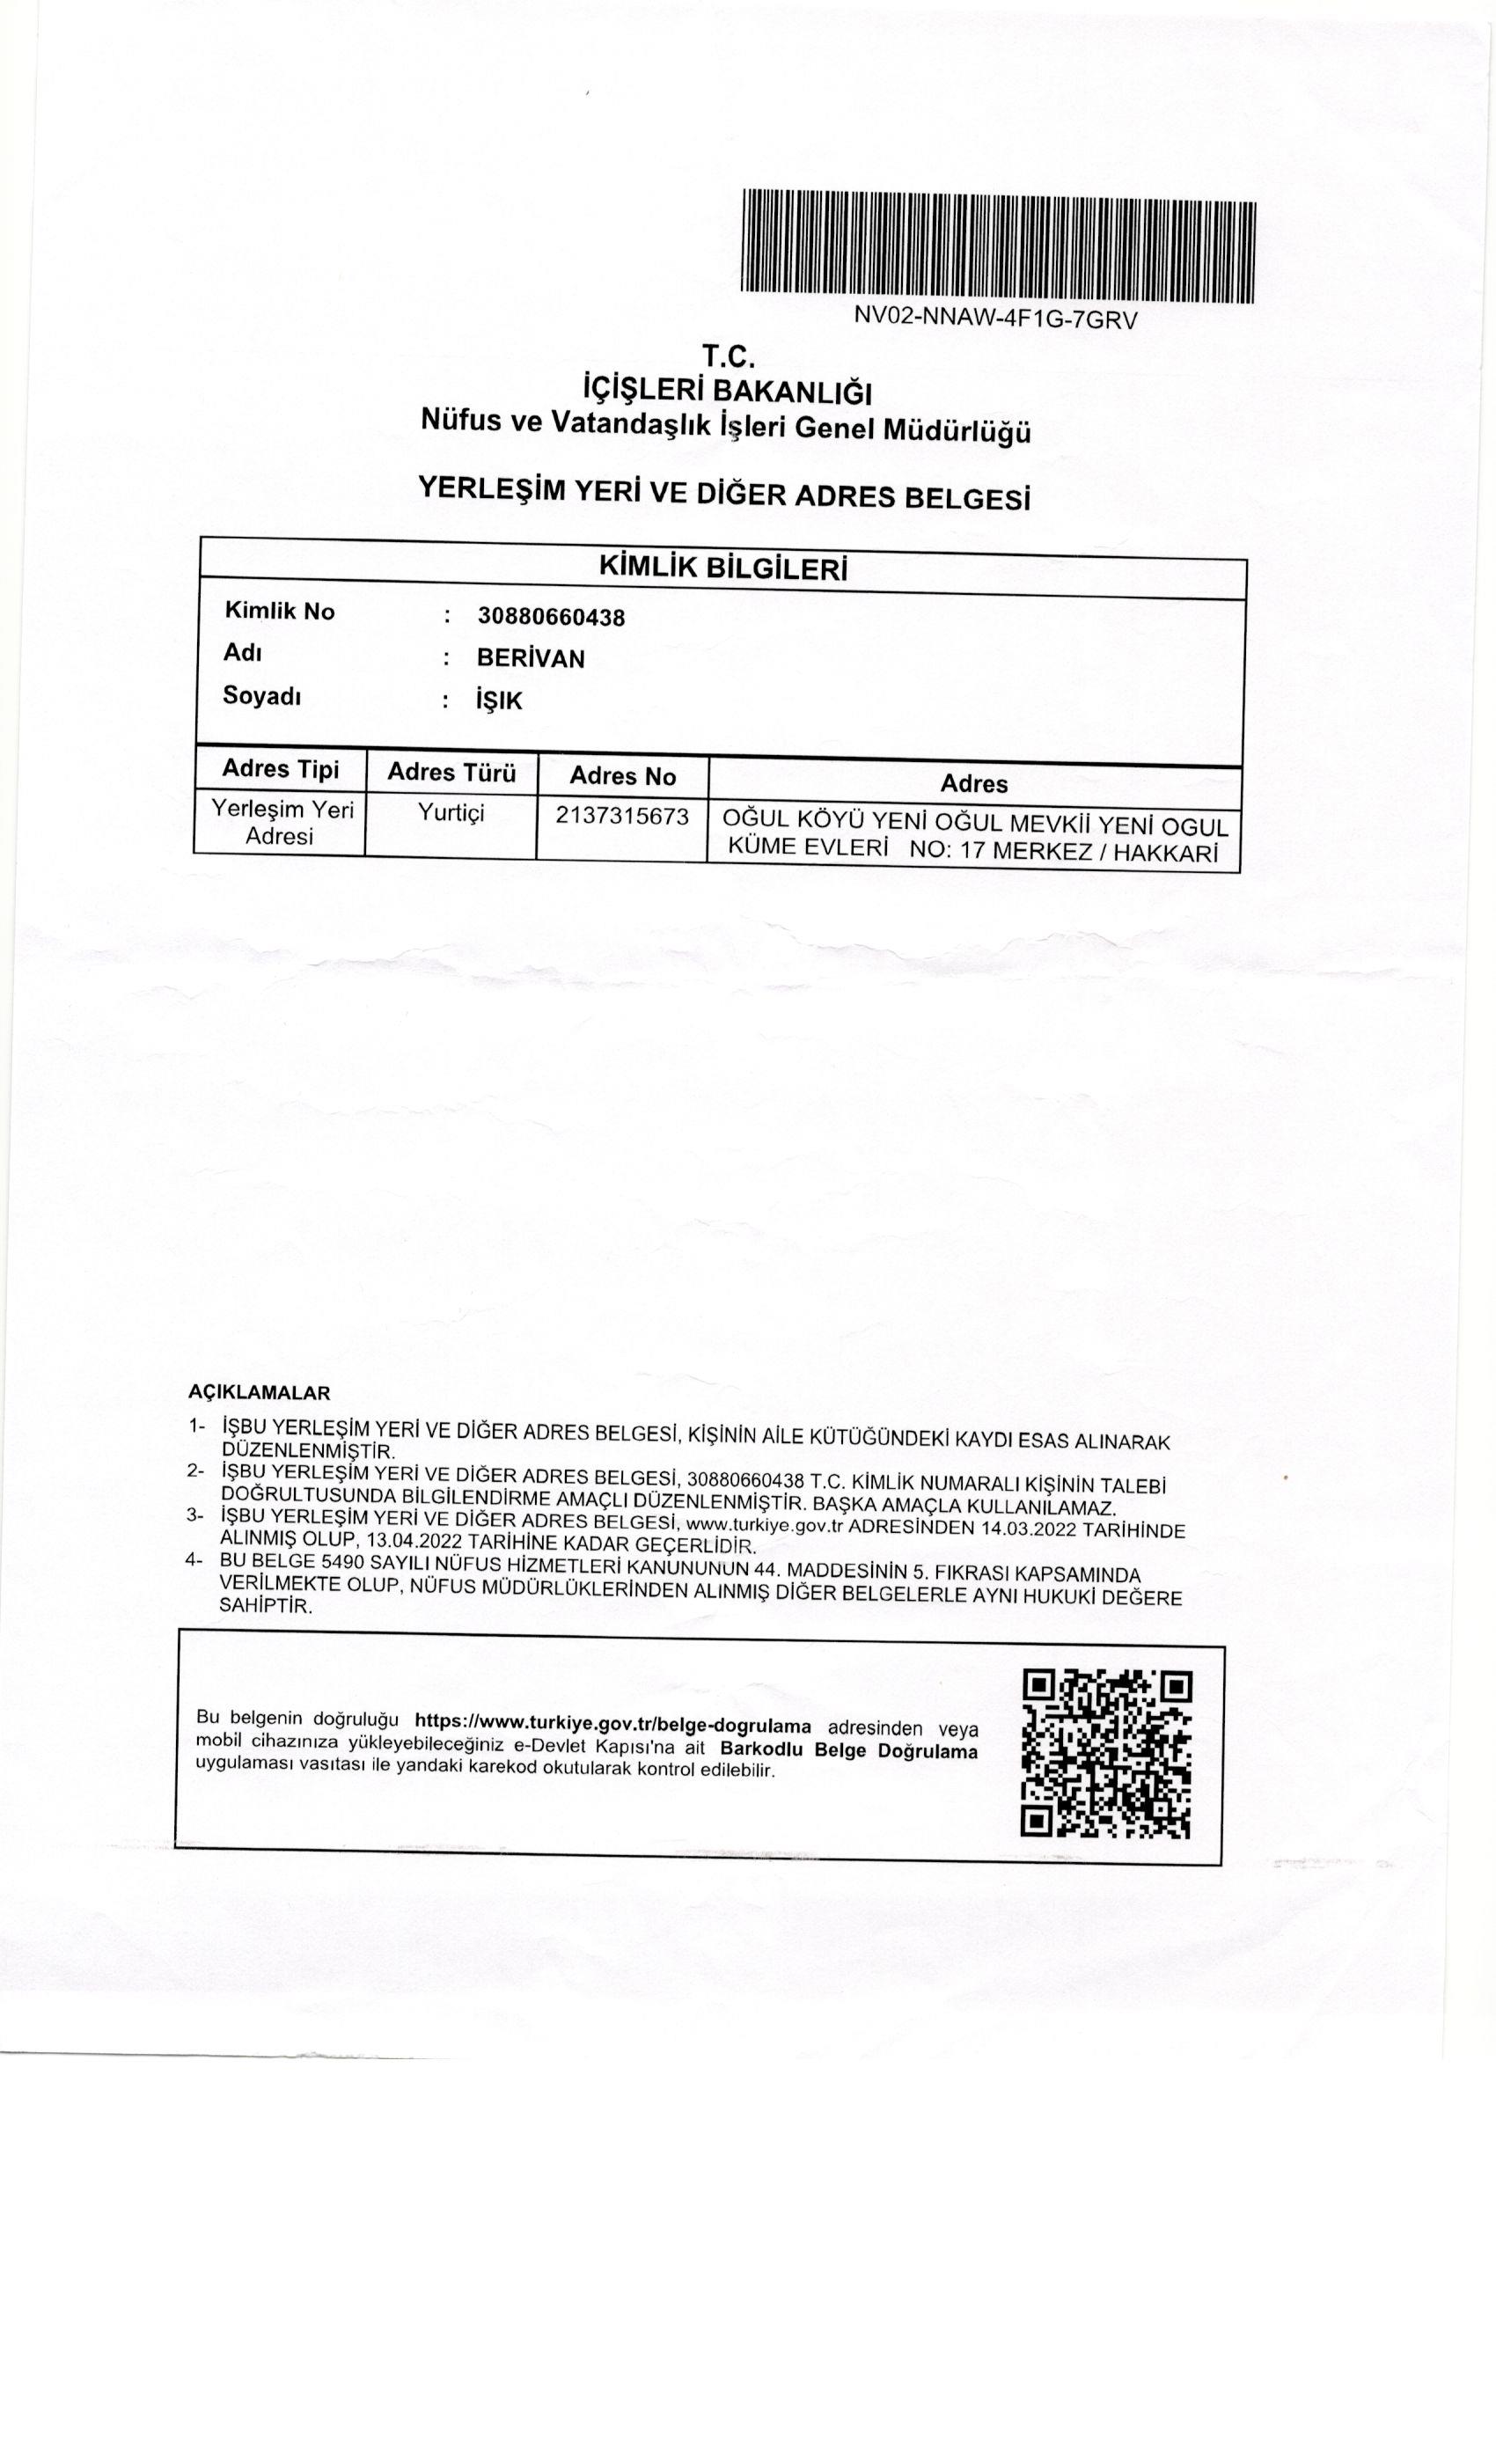 NV02-NNAW-4F1G-7GRV
T.C.
İÇİŞLERİ BAKANLIĞI
Nüfus ve Vatandaşlık İşleri Genel Müdürlüğü
YERLEŞİM YERİ VE DİĞER ADRES BELGESİ
KİMLİK BİLGİLERİ
Kimlik No : 30880660438
Adı : BERİVAN
Soyadı : İŞIK
Adres Tipi Adres Türü Adres No Adres
Yerleşim Yeri Yurtiçi 2137315673 OĞUL KÖYÜ YENİ OĞUL MEVKİİ YENİ OGUL
Adresi KÜME EVLERİ NO: 17 MERKEZ / HAKKARİ
AÇIKLAMALAR
1- İŞBU YERLEŞİM YERİ VE DİĞER ADRES BELGESİ, KİŞİNİN AİLE KÜTÜĞÜNDEKİ KAYDI ESAS ALINARAK
DÜZENLENMİŞTİR.
2- İŞBU YERLEŞİM YERİ VE DİĞER ADRES BELGESİ, 30880660438 T.C. KİMLİK NUMARALI KİŞİNİN TALEBİ
DOĞRULTUSUNDA BİLGİLENDİRME AMAÇLI DÜZENLENMİŞTİR. BAŞKA AMAÇLA KULLANILAMAZ.
3- İŞBU YERLEŞİM YERİ VE DİĞER ADRES BELGESİ, www.turkiye.gov.tr ADRESİNDEN 14.03.2022 TARİHİNDE
ALINMIŞ OLUP, 13.04.2022 TARİHİNE KADAR GEÇERLİDİR.
4- BU BELGE 5490 SAYILI NÜFUS HİZMETLERİ KANUNUNUN 44. MADDESİNİN 5. FIKRASI KAPSAMINDA
VERİLMEKTE OLUP, NÜFUS MÜDÜRLÜKLERİNDEN ALINMIŞ DİĞER BELGELERLE AYNI HUKUKİ DEĞERE
SAHİPTİR.
Bu belgenin doğruluğu https://www.turkiye.gov.tr/belge-dogrulama adresinden veya
mobil cihazınıza yükleyebileceğiniz e-Devlet Kapısı'na ait Barkodlu Belge Doğrulama
uygulaması vasıtası ile yandaki karekod okutularak kontrol edilebilir.